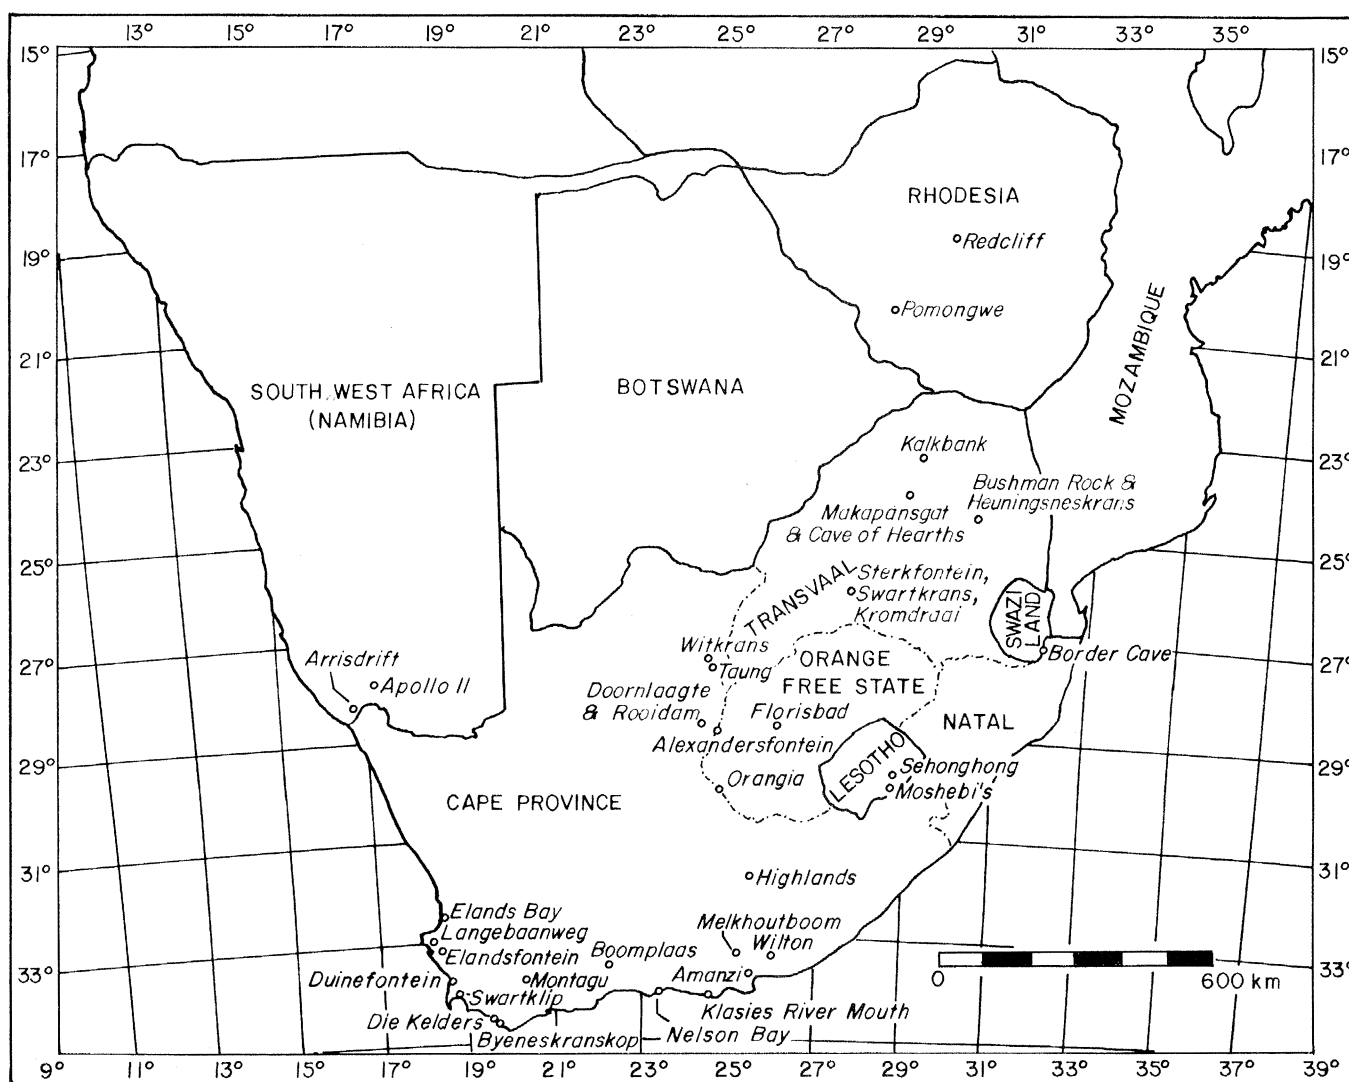 13° 15° 17° 19° 21° 23° 25° 27° 29° 31° 33° 35°
15° 15°
17° 17°
RHODESIA
Redcliff
19° 19°
Pomongwe
MOZAMBIQUE
21° 21°
SOUTH WEST AFRICA
(NAMIBIA)
BOTSWANA
Kalkbank
23° 23°
Bushman Rock &
Heuningsneskrans
Makapansgat
& Cave of Hearths
25° 25°
TRANSVAAL
Sterkfontein,
Swartkrans,
Kromdraai
SWAZI
LAND
Border Cave
Witkrans
Taung
27° 27°
Arrisdrift
Apollo II
ORANGE
FREE STATE
Doornlaagte
& Rooidam
Florisbad
NATAL
Alexandersfontein
LESOTHO
29° 29°
Orangia
Sehonghong
Moshebi's
CAPE PROVINCE
31° 31°
Highlands
Elands Bay
Langebaanweg
Elandsfontein
Melkhoutboom
Wilton
Boomplaas
33° 33°
Duinefontein
Montagu
Amanzi
0 600 km
Swartklip
Die Kelders
Klasies River Mouth
Byeneskranskop
Nelson Bay
9° 11° 13° 15° 17° 19° 21° 23° 25° 27° 29° 31° 33° 35° 37° 39°